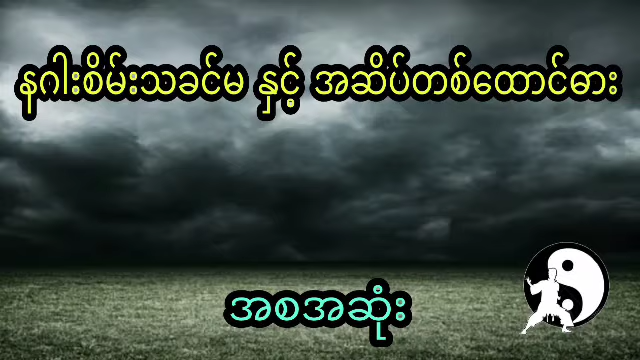 နဂါးစိမ်းသခင်မ နှင့် အဆိပ်တစ်ထောင်ဓား
အစအဆုံး